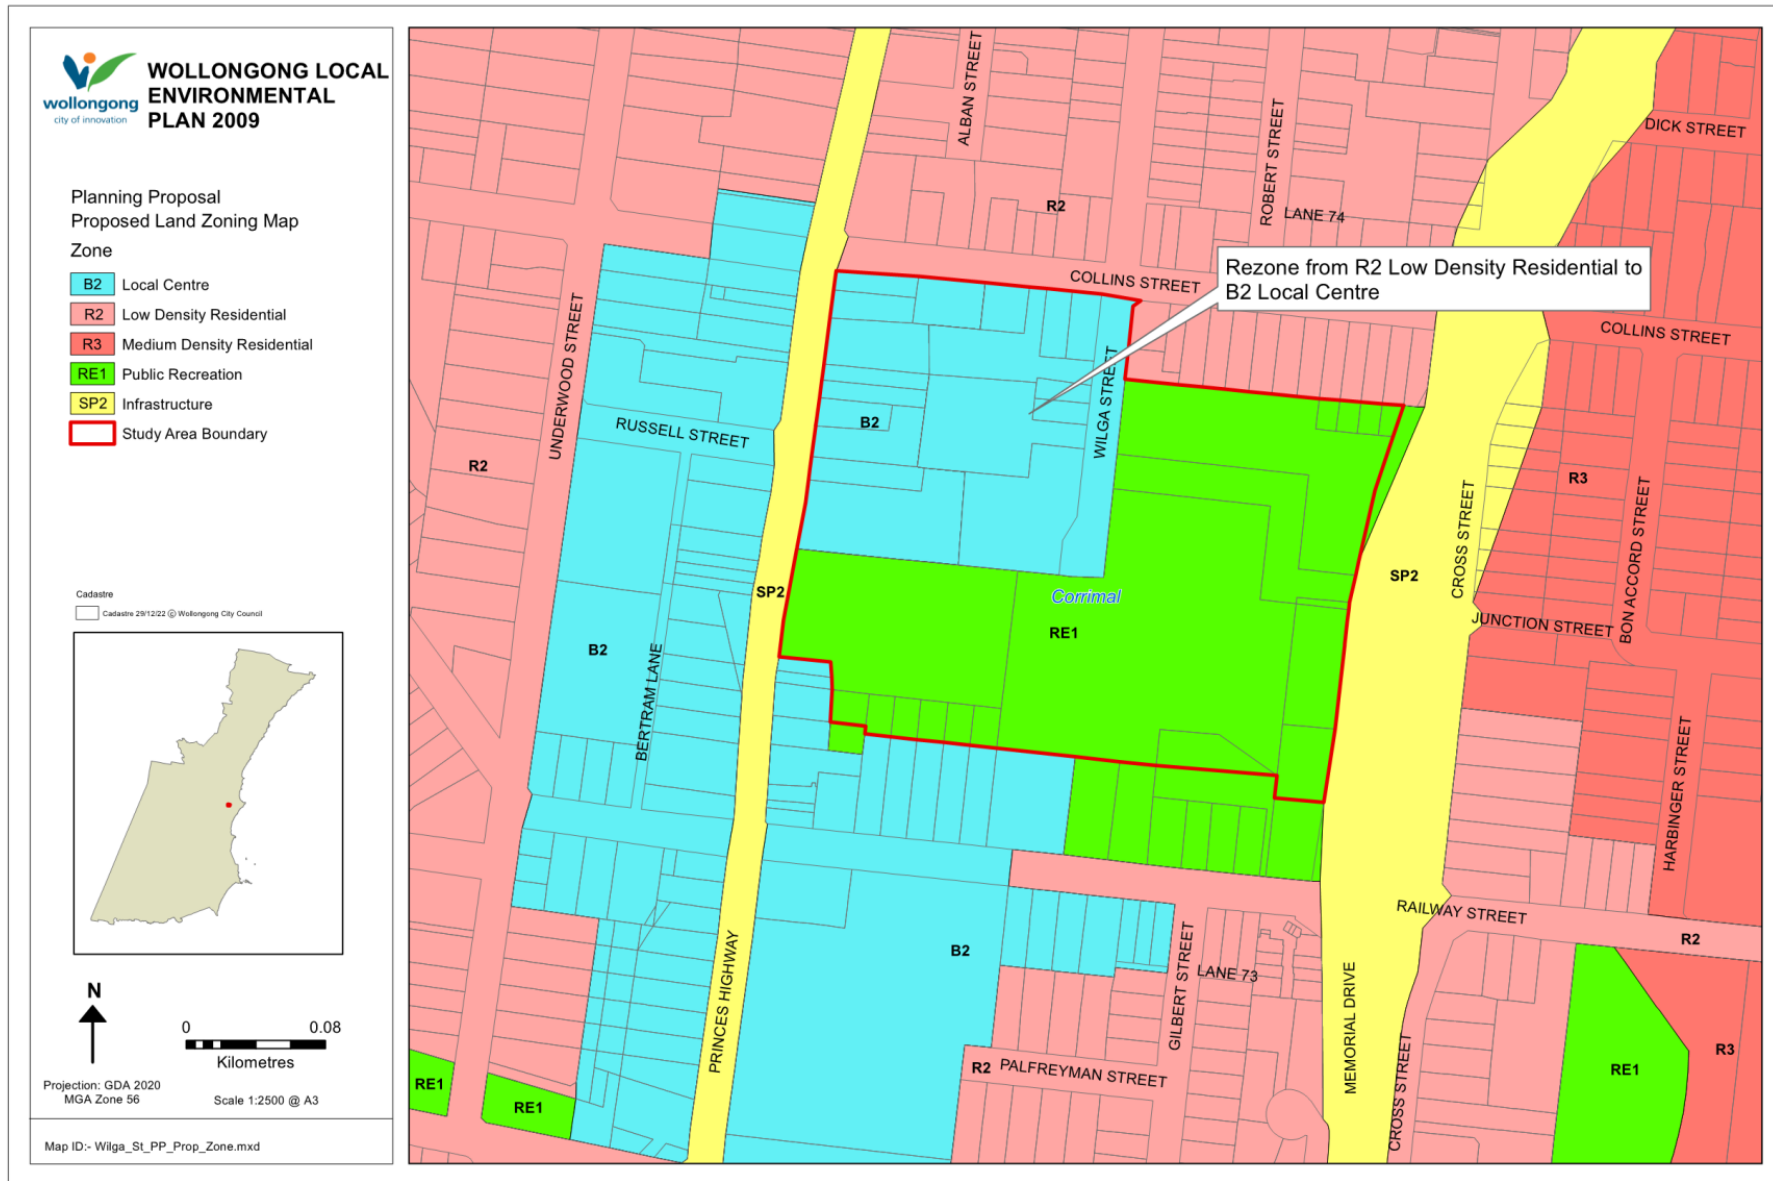 wollongong
city of innovation
WOLLONGONG LOCAL
ENVIRONMENTAL
PLAN 2009
Planning Proposal
Proposed Land Zoning Map
Zone
B2 Local Centre
R2 Low Density Residential
R3 Medium Density Residential
RE1 Public Recreation
SP2 Infrastructure
Study Area Boundary
Cadastre
Cadastre 29/12/22 © Wollongong City Council
N
0 0.08
Kilometres
Projection: GDA 2020
MGA Zone 56
Scale 1:2500 @ A3
Map ID:- Wilga_St_PP_Prop_Zone.mxd
ALBAN STREET
ROBERT STREET
DICK STREET
R2
LANE 74
Rezone from R2 Low Density Residential to
B2 Local Centre
COLLINS STREET
COLLINS STREET
UNDERWOOD STREET
WILGA STREET
RUSSELL STREET
B2
R2
R3
CROSS STREET
BON ACCORD STREET
SP2
SP2
Corrimal
RE1
JUNCTION STREET
B2
BERTRAM LANE
HARBINGER STREET
RAILWAY STREET
R2
B2
PRINCES HIGHWAY
GILBERT STREET
LANE 73
MEMORIAL DRIVE
CROSS STREET
R2
PALFREYMAN STREET
R3
RE1
RE1
RE1